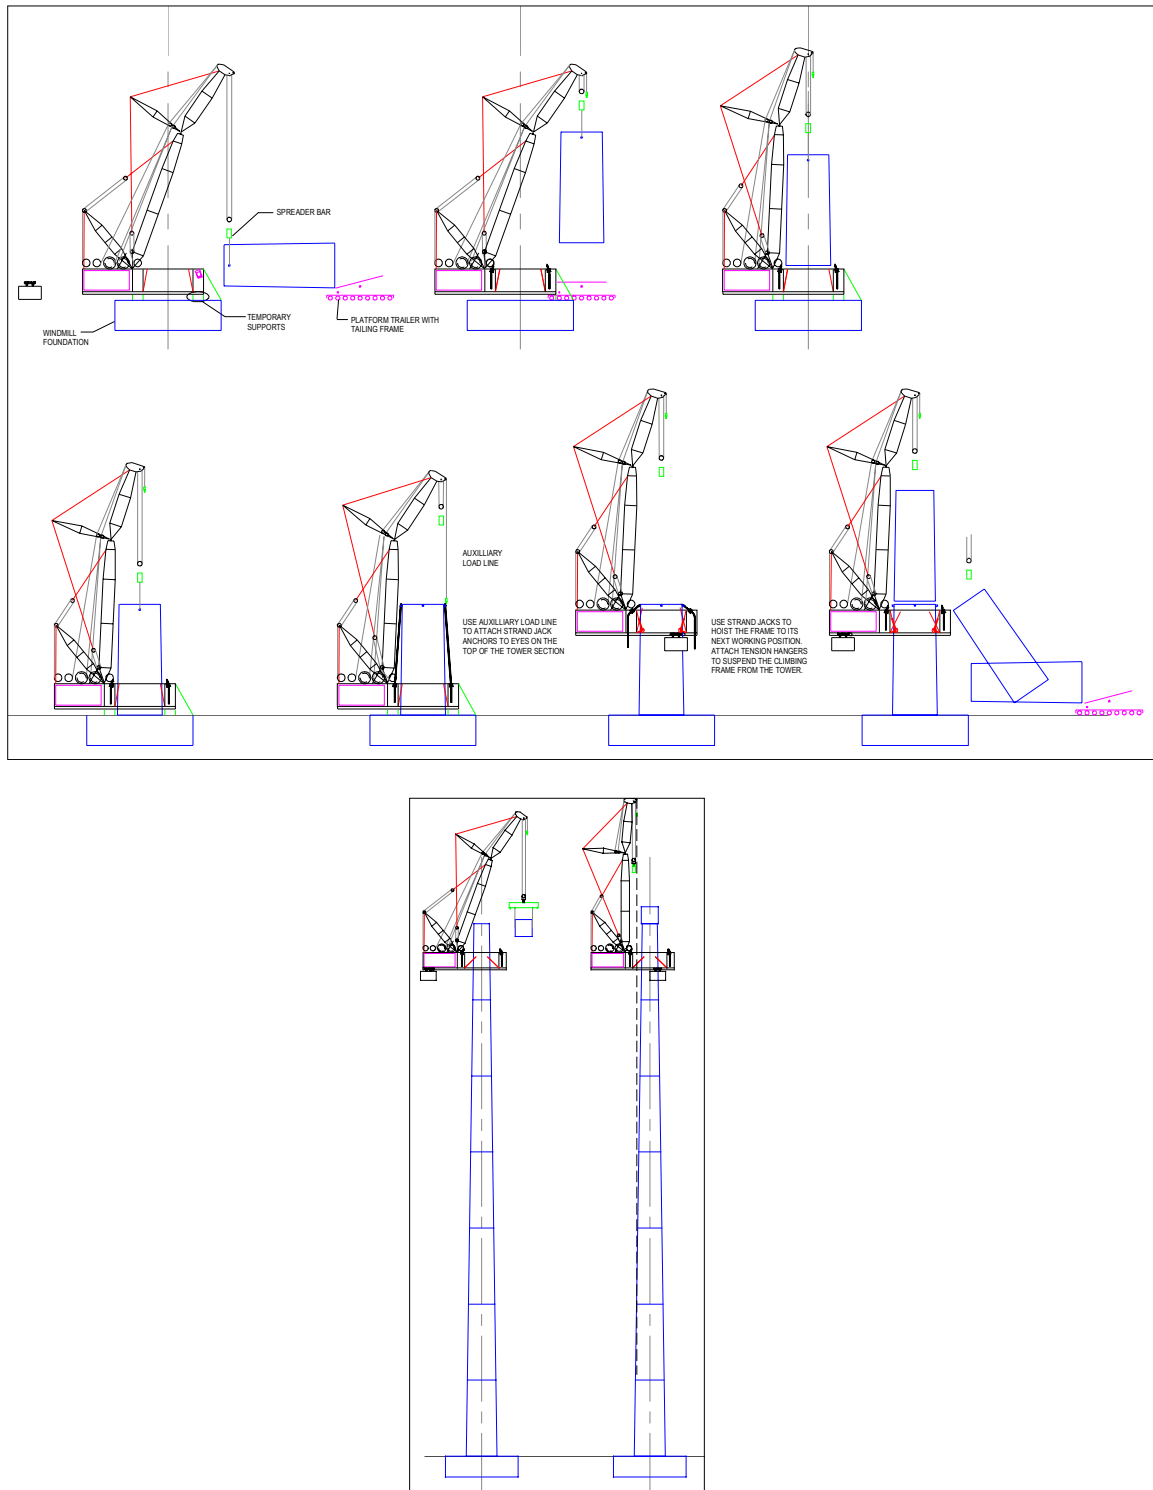 SPREADER BAR
WINDMILL
FOUNDATION
TEMPORARY
SUPPORTS
PLATFORM TRAILER WITH
TAILING FRAME
AUXILLIARY
LOAD LINE
USE AUXILLIARY LOAD LINE
TO ATTACH STRAND JACK
ANCHORS TO EYES ON THE
TOP OF THE TOWER SECTION
USE STRAND JACKS TO
HOIST THE FRAME TO ITS
NEXT WORKING POSITION.
ATTACH TENSION HANGERS
TO SUSPEND THE CLIMBING
FRAME FROM THE TOWER.